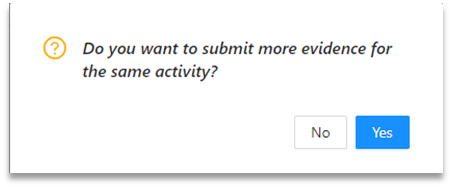 Do you want to submit more evidence for
the same activity?
No
Yes